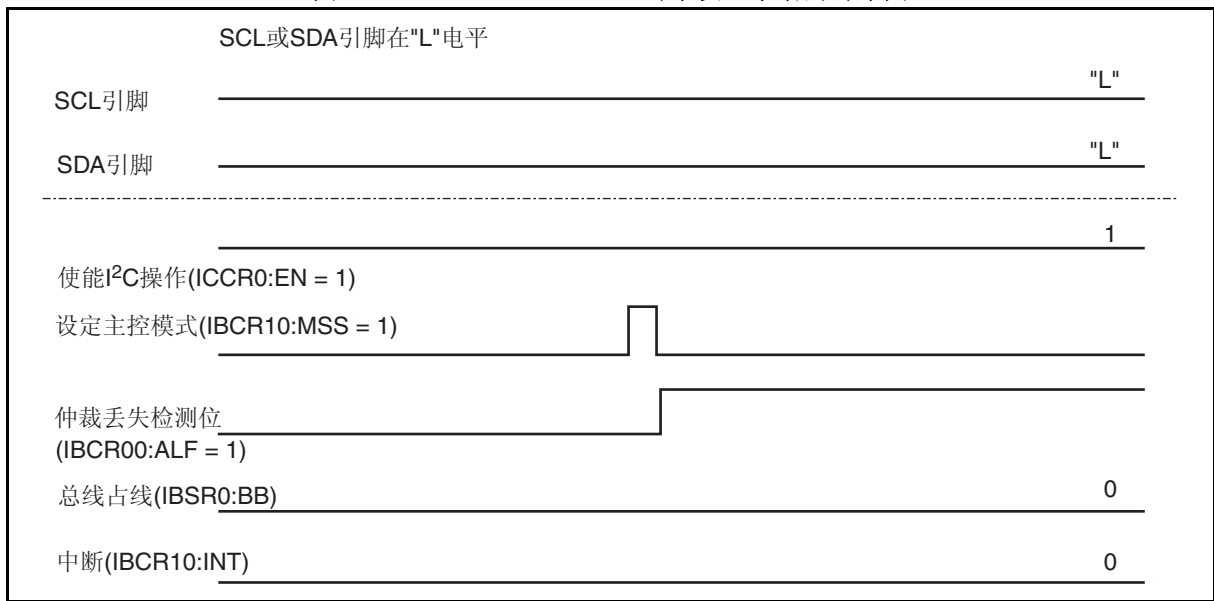 SCL或SDA引脚在"L"电平
"L"
SCL引脚
"L"
SDA引脚
1
使能I²C操作(ICCR0:EN = 1)
设定主控模式(IBCR10:MSS = 1)
仲裁丢失检测位
(IBCR00:ALF = 1)
总线占线(IBSR0:BB) 0
中断(IBCR10:INT) 0